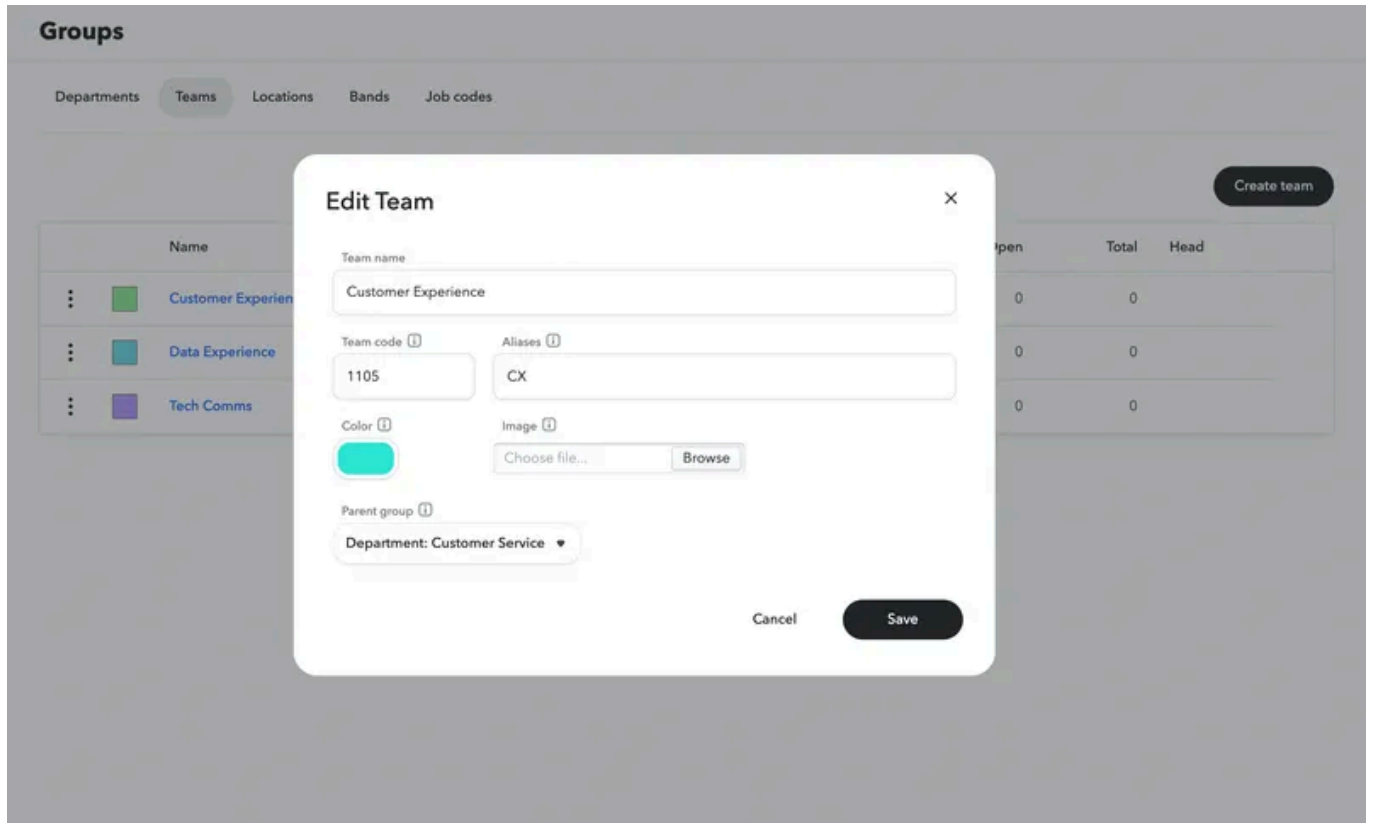 Groups
Departments Teams Locations Bands Job codes
Create team
Name Total Head
Customer 0 0
Data Experience 0 0
Tech Comms 0 0
Edit Team
Team name
Customer Experience
Team code Aliases
1105 CX
Color Image
Choose file... Browse
Parent group
Department: Customer Service
Cancel Save